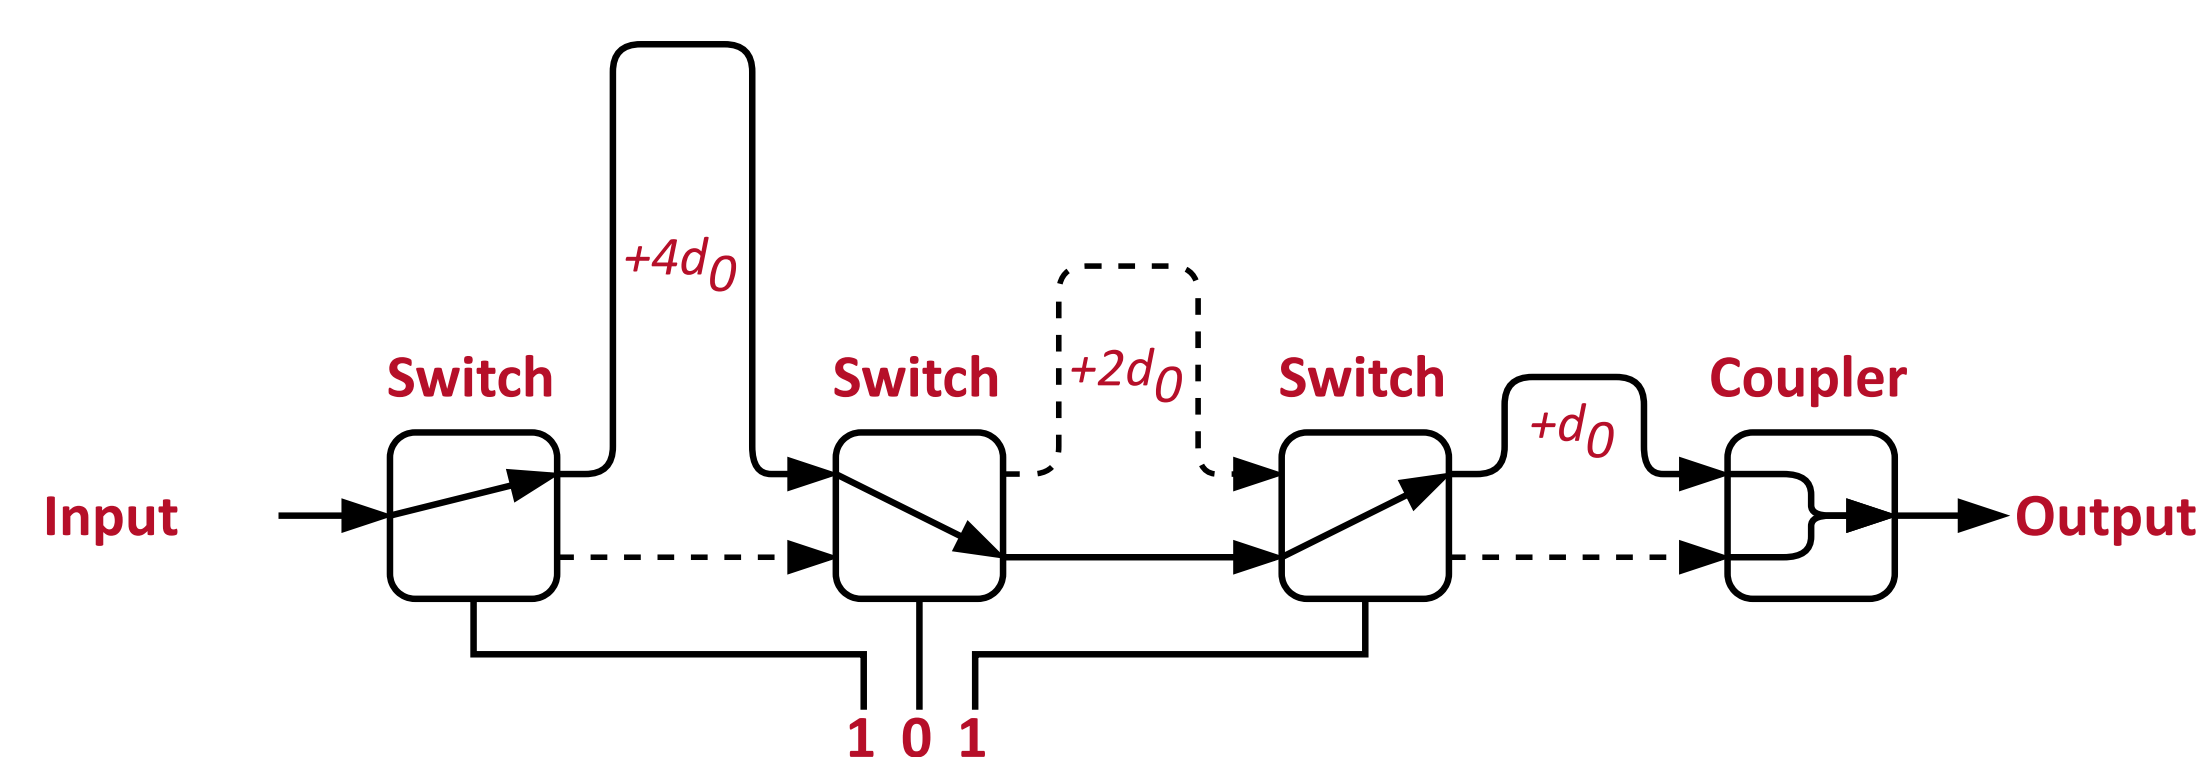 +4d0
+2d0
Switch Switch Switch Coupler
+d0
Input Output
1 0 1